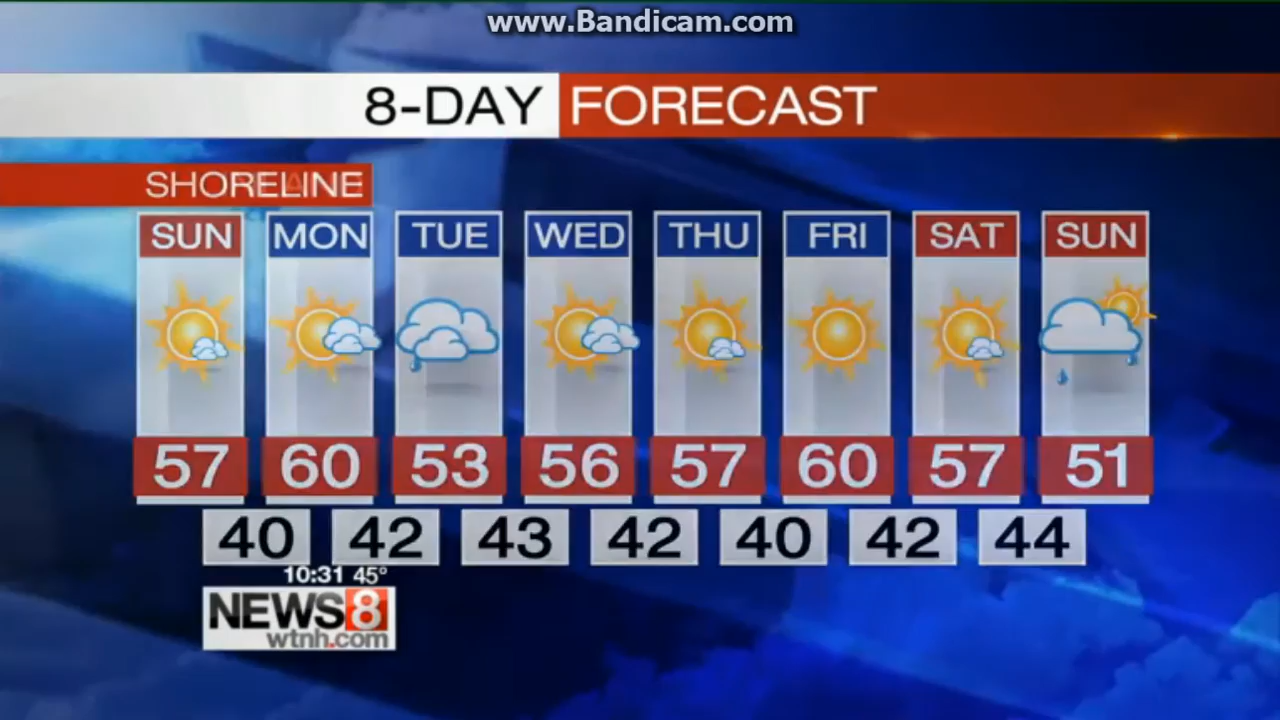 www.Bandicam.com
8-DAY FORECAST
SHORELINE
SUN MON TUE WED THU FRI SAT SUN
57 60 53 56 57 60 57 51
40 42 43 42 40 42 44
10:31 45°
NEWS8
wtnh.com